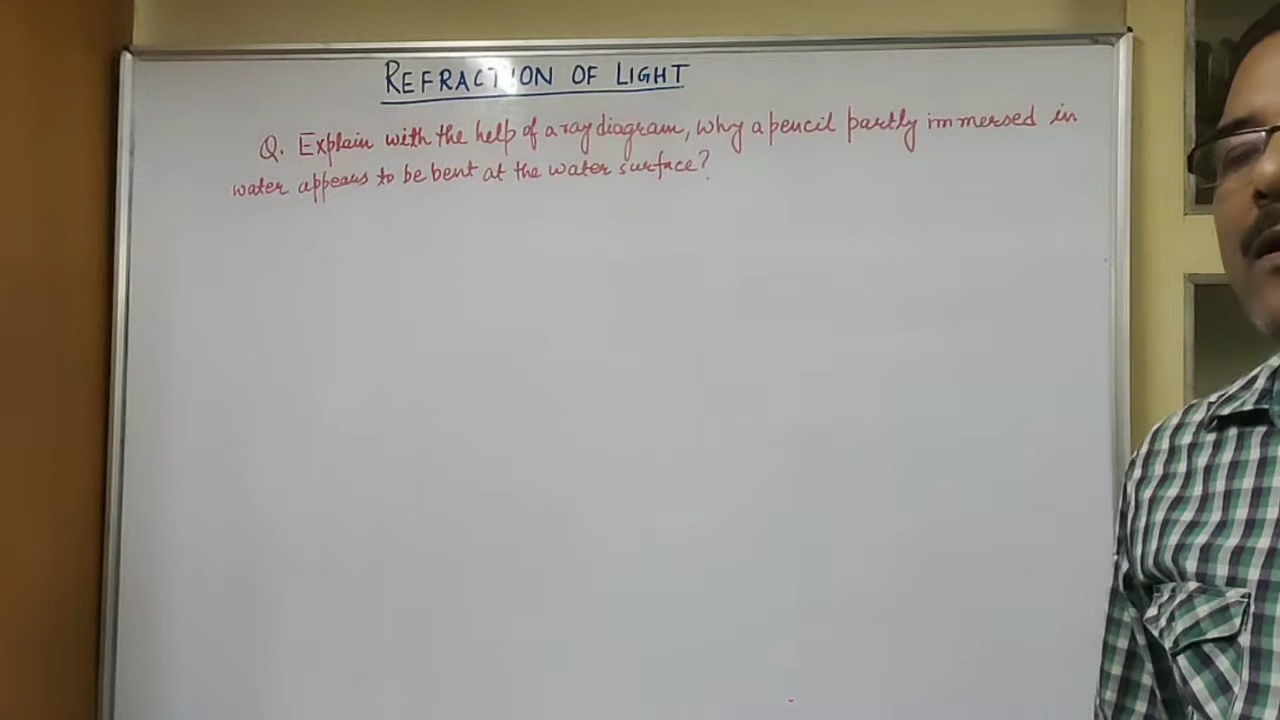 REFRACTION OF LIGHT
Q. Explain with the help of a ray diagram, why a pencil partly immersed in
water appears to be bent at the water surface?